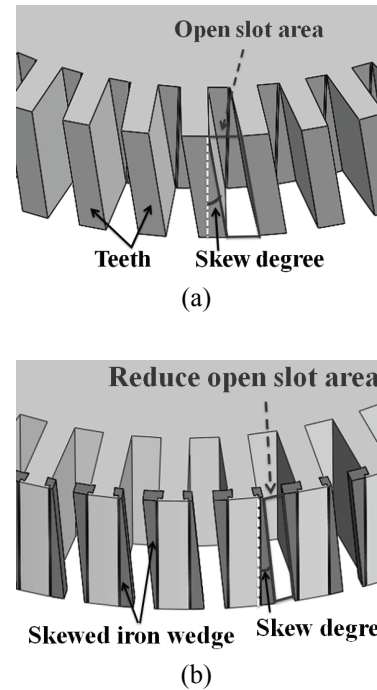 Open slot area
Teeth
Skew degree
(a)
Reduce open slot area
Skewed iron wedge
Skew degre
(b)